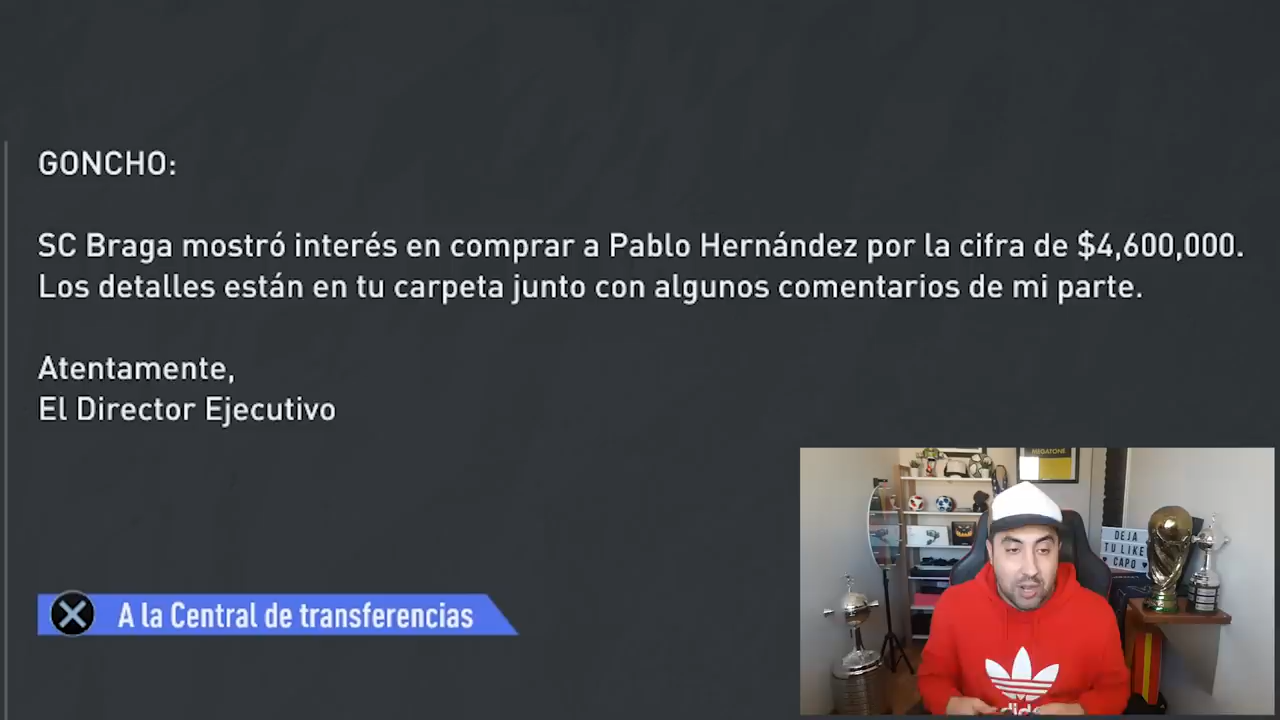 GONCHO:
SC Braga mostró interés en comprar a Pablo Hernández por la cifra de $4,600,000.
Los detalles están en tu carpeta junto con algunos comentarios de mi parte.
Atentamente,
El Director Ejecutivo
A la Central de transferencias
MEGATONE
DEJA
TU LIKE
CAPO
adidas